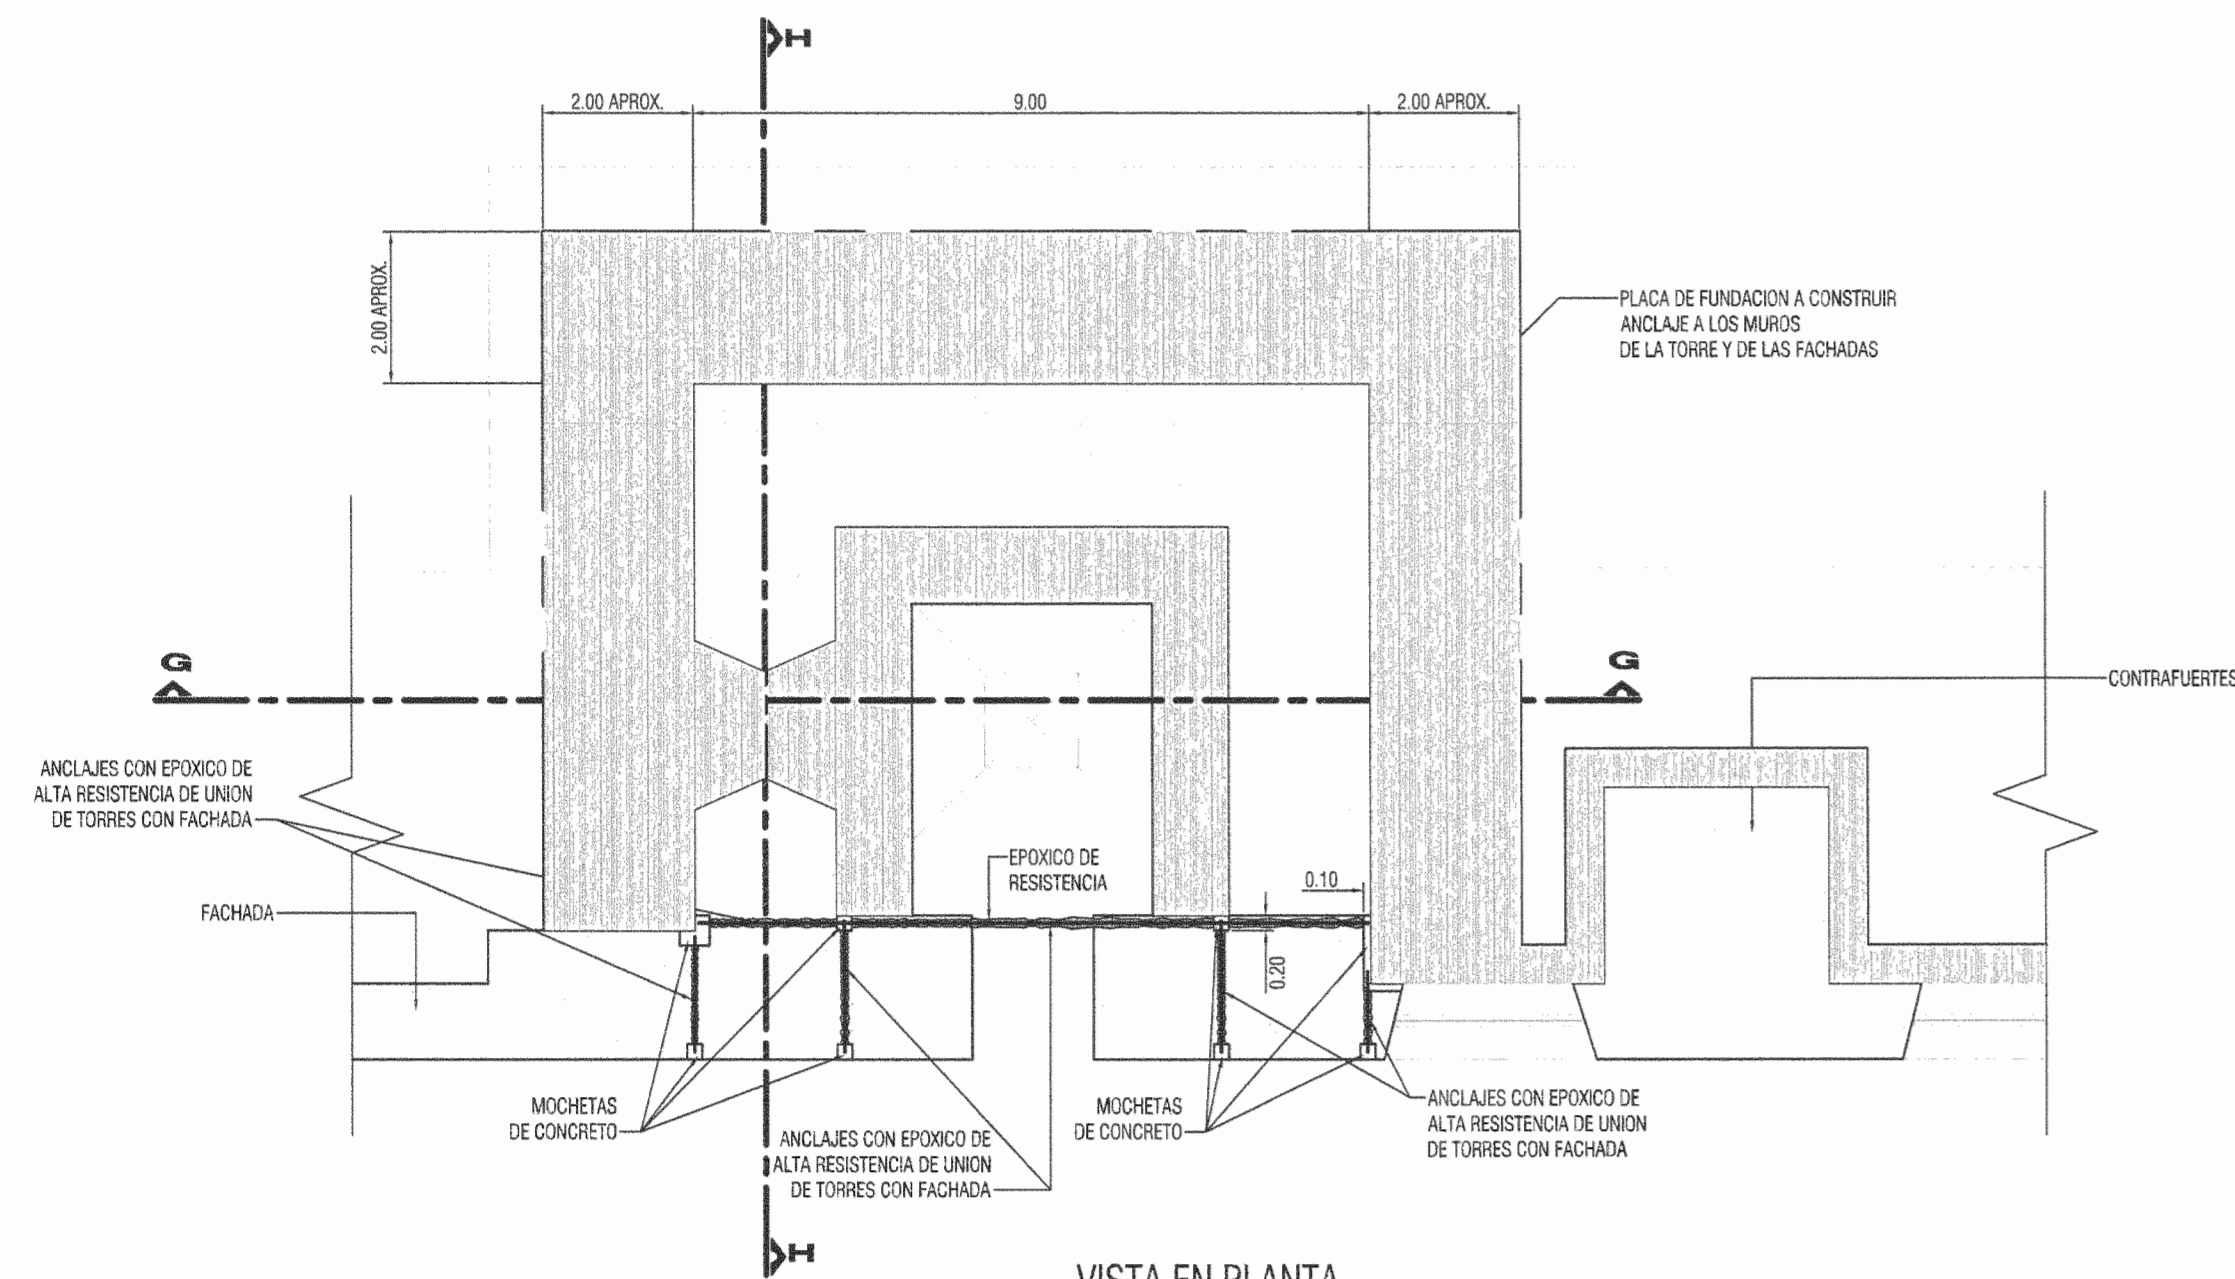 H
2.00 APROX.
9.00
2.00 APROX.
2.00 APROX.
PLACA DE FUNDACION A CONSTRUIR
ANCLAJE A LOS MUROS
DE LA TORRE Y DE LAS FACHADAS
G
G
CONTRAFUERTES
ANCLAJES CON EPOXICO DE
ALTA RESISTENCIA DE UNION
DE TORRES CON FACHADA
EPOXICO DE
RESISTENCIA
0.10
FACHADA
0.20
MOCHETAS
DE CONCRETO
ANCLAJES CON EPOXICO DE
ALTA RESISTENCIA DE UNION
DE TORRES CON FACHADA
MOCHETAS
DE CONCRETO
ANCLAJES CON EPOXICO DE
ALTA RESISTENCIA DE UNION
DE TORRES CON FACHADA
H
VISTA EN PLANTA